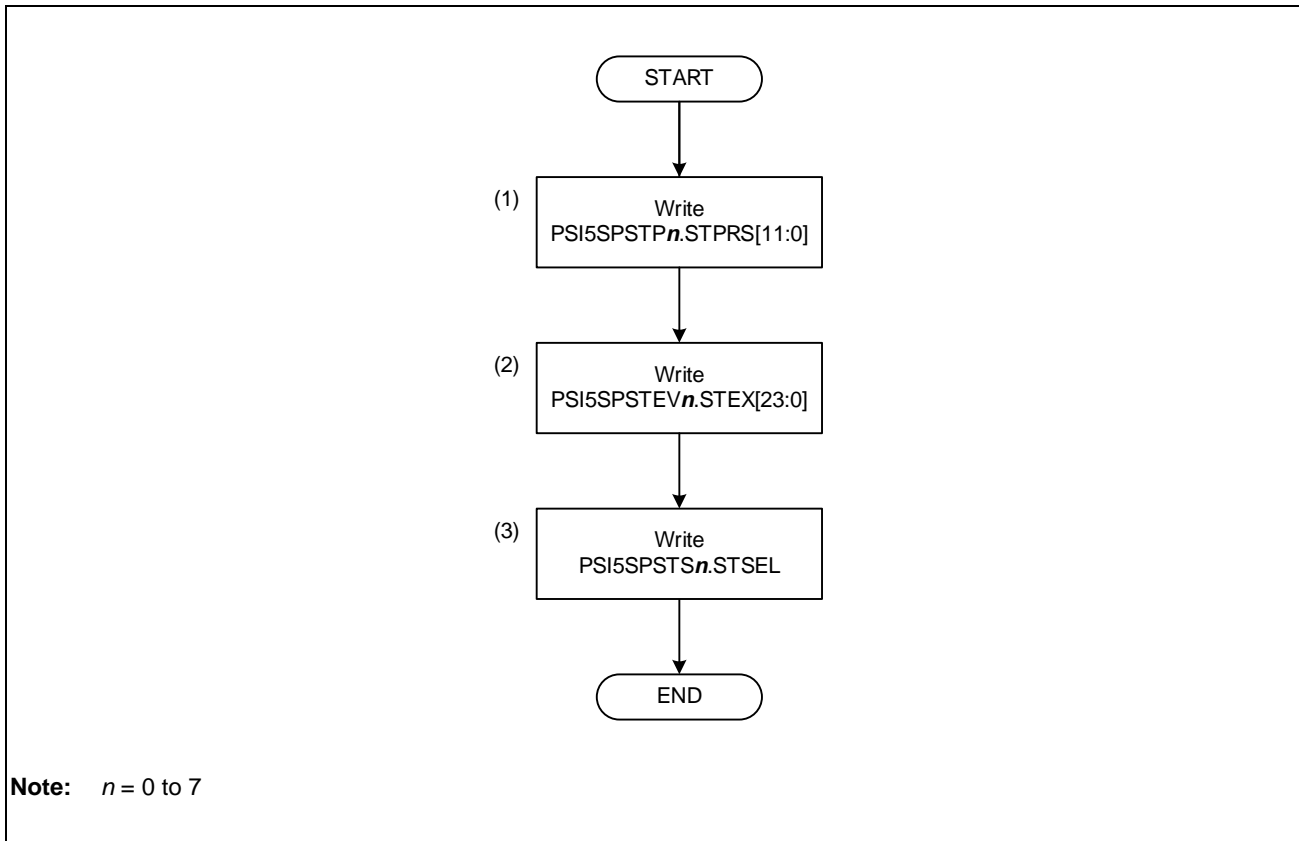 START
(1)
Write
PSI5SPSTPn.STPRS[11:0]
(2)
Write
PSI5SPSTEVn.STEX[23:0]
(3)
Write
PSI5SPSTSn.STSEL
END
Note: n = 0 to 7